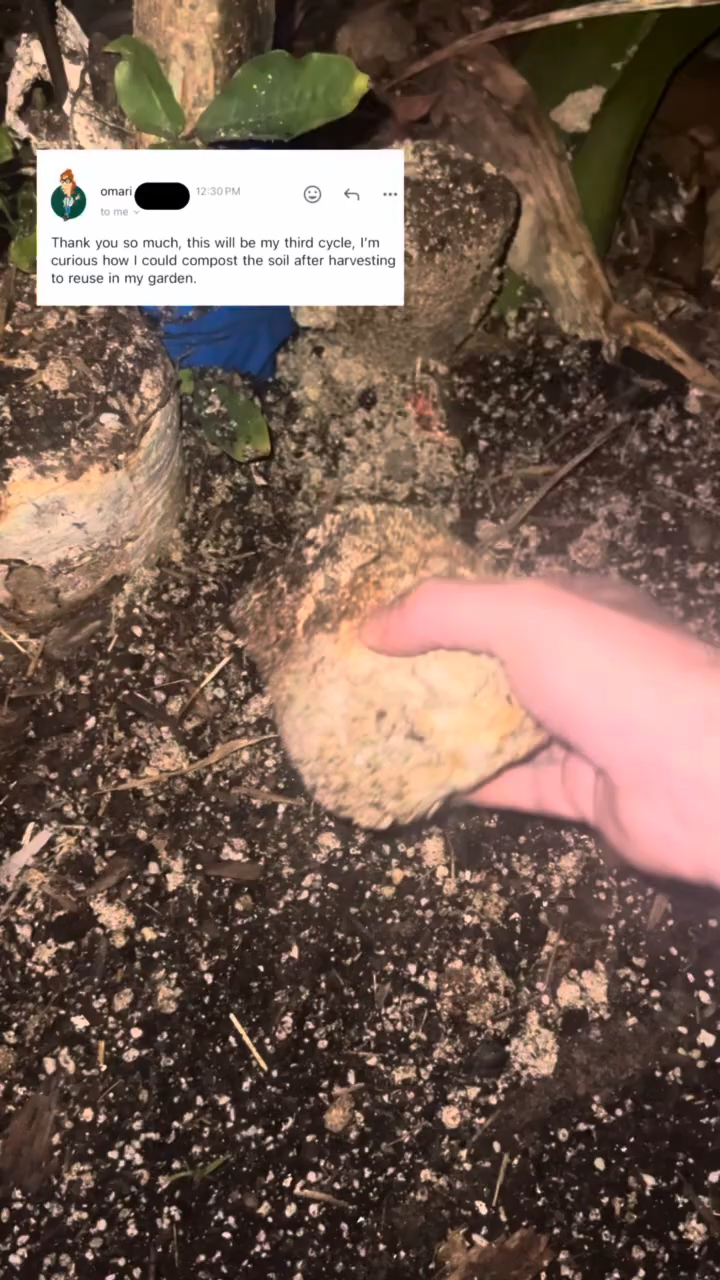 omari
12:30 PM
to me
Thank you so much, this will be my third cycle, I'm
curious how I could compost the soil after harvesting
to reuse in my garden.